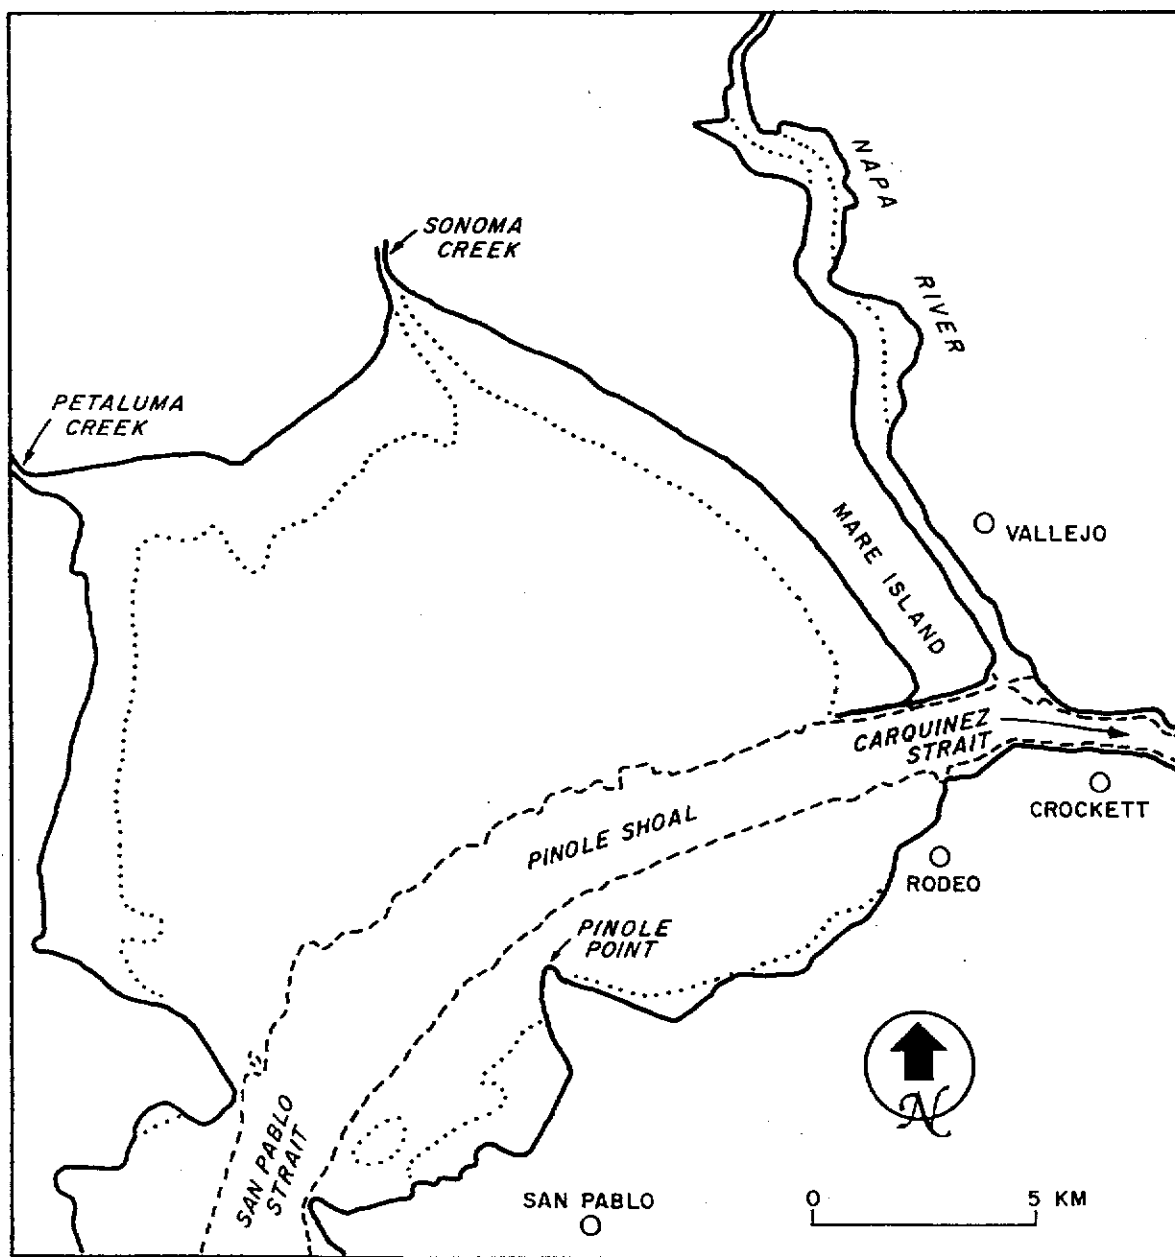 NAPA
RIVER
SONOMA
CREEK
PETALUMA
CREEK
MARE ISLAND
VALLEJO
CARQUINEZ
STRAIT
CROCKETT
PINOLE SHOAL
RODEO
PINOLE
POINT
N
SAN PABLO
STRAIT
SAN PABLO
0 5 KM